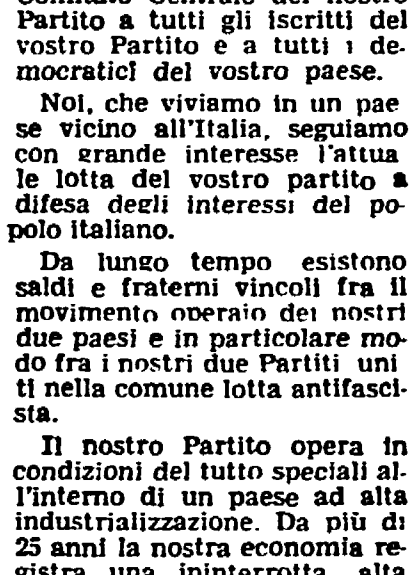 Comitato Centrale del nostro
Partito a tutti gli iscritti del
vostro Partito e a tutti i de-
mocratici del vostro paese.
Noi, che viviamo in un pae
se vicino all'Italia, seguiamo
con grande interesse l'attua
le lotta del vostro partito a
difesa degli interessi del po-
polo italiano.
Da lungo tempo esistono
saldi e fraterni vincoli fra il
movimento operaio dei nostri
due paesi e in particolare mo-
do fra i nostri due Partiti uni
ti nella comune lotta antifasci-
sta.
Il nostro Partito opera in
condizioni del tutto speciali al-
l'interno di un paese ad alta
industrializzazione. Da più di
25 anni la nostra economia re-
gistra una ininterrotta alta